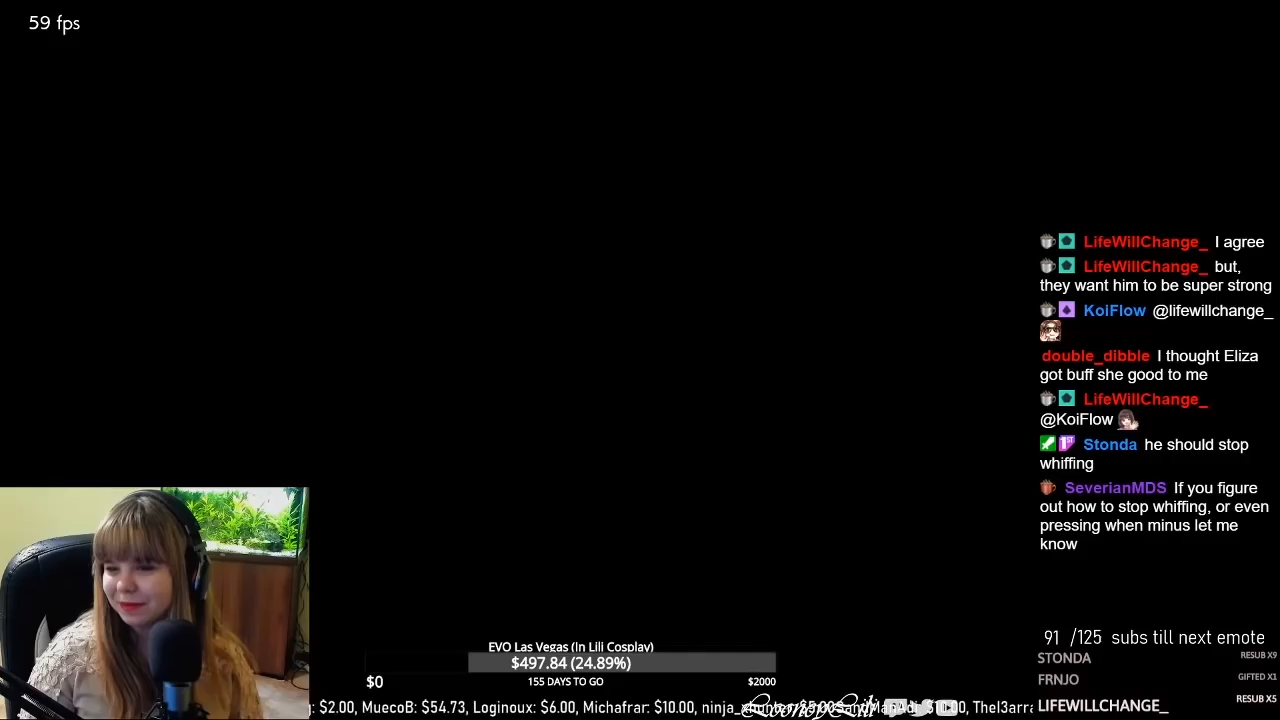 59 fps
LifeWillChange_ I agree
LifeWillChange_ but,
they want him to be super strong
KoiFlow @lifewillchange_
double_dibble I thought Eliza
got buff she good to me
LifeWillChange_
@KoiFlow
1ST Stonda he should stop
whiffing
SeverianMDS If you figure
out how to stop whiffing, or even
pressing when minus let me
know
91 /125 subs till next emote
STONDA RESUB X9
FRNJO GIFTED X1
LIFEWILLCHANGE_ RESUB X5
EVO Las Vegas (In Lili Cosplay)
$497.84 (24.89%)
$0 155 DAYS TO GO $2000
: $2.00, MuecoB: $54.73, Loginoux: $6.00, Michafrar: $10.00,